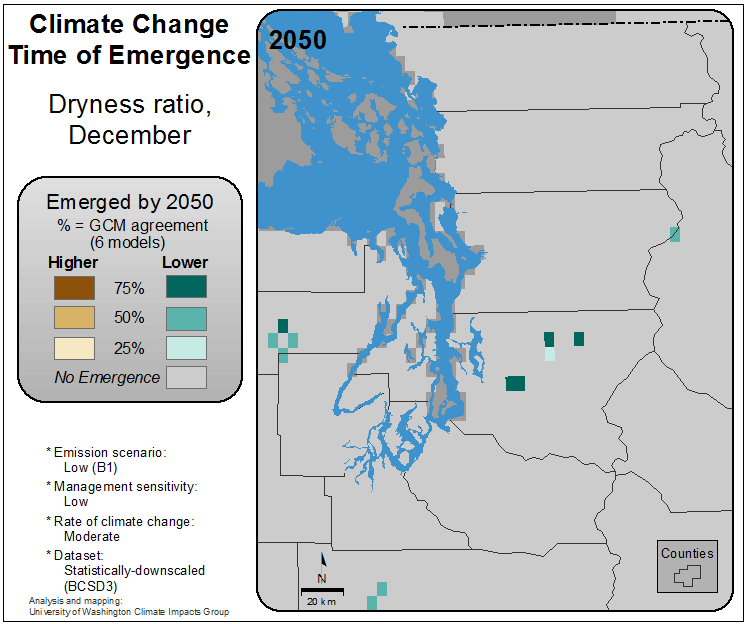 Climate Change
Time of Emergence
Dryness ratio,
December
Emerged by 2050
% = GCM agreement
(6 models)
Higher Lower
75%
50%
25%
No Emergence
* Emission scenario:
Low (B1)
* Management sensitivity:
Low
* Rate of climate change:
Moderate
* Dataset:
Statistically-downscaled
(BCSD3)
Analysis and mapping:
University of Washington Climate Impacts Group
2050
N
20 km
Counties